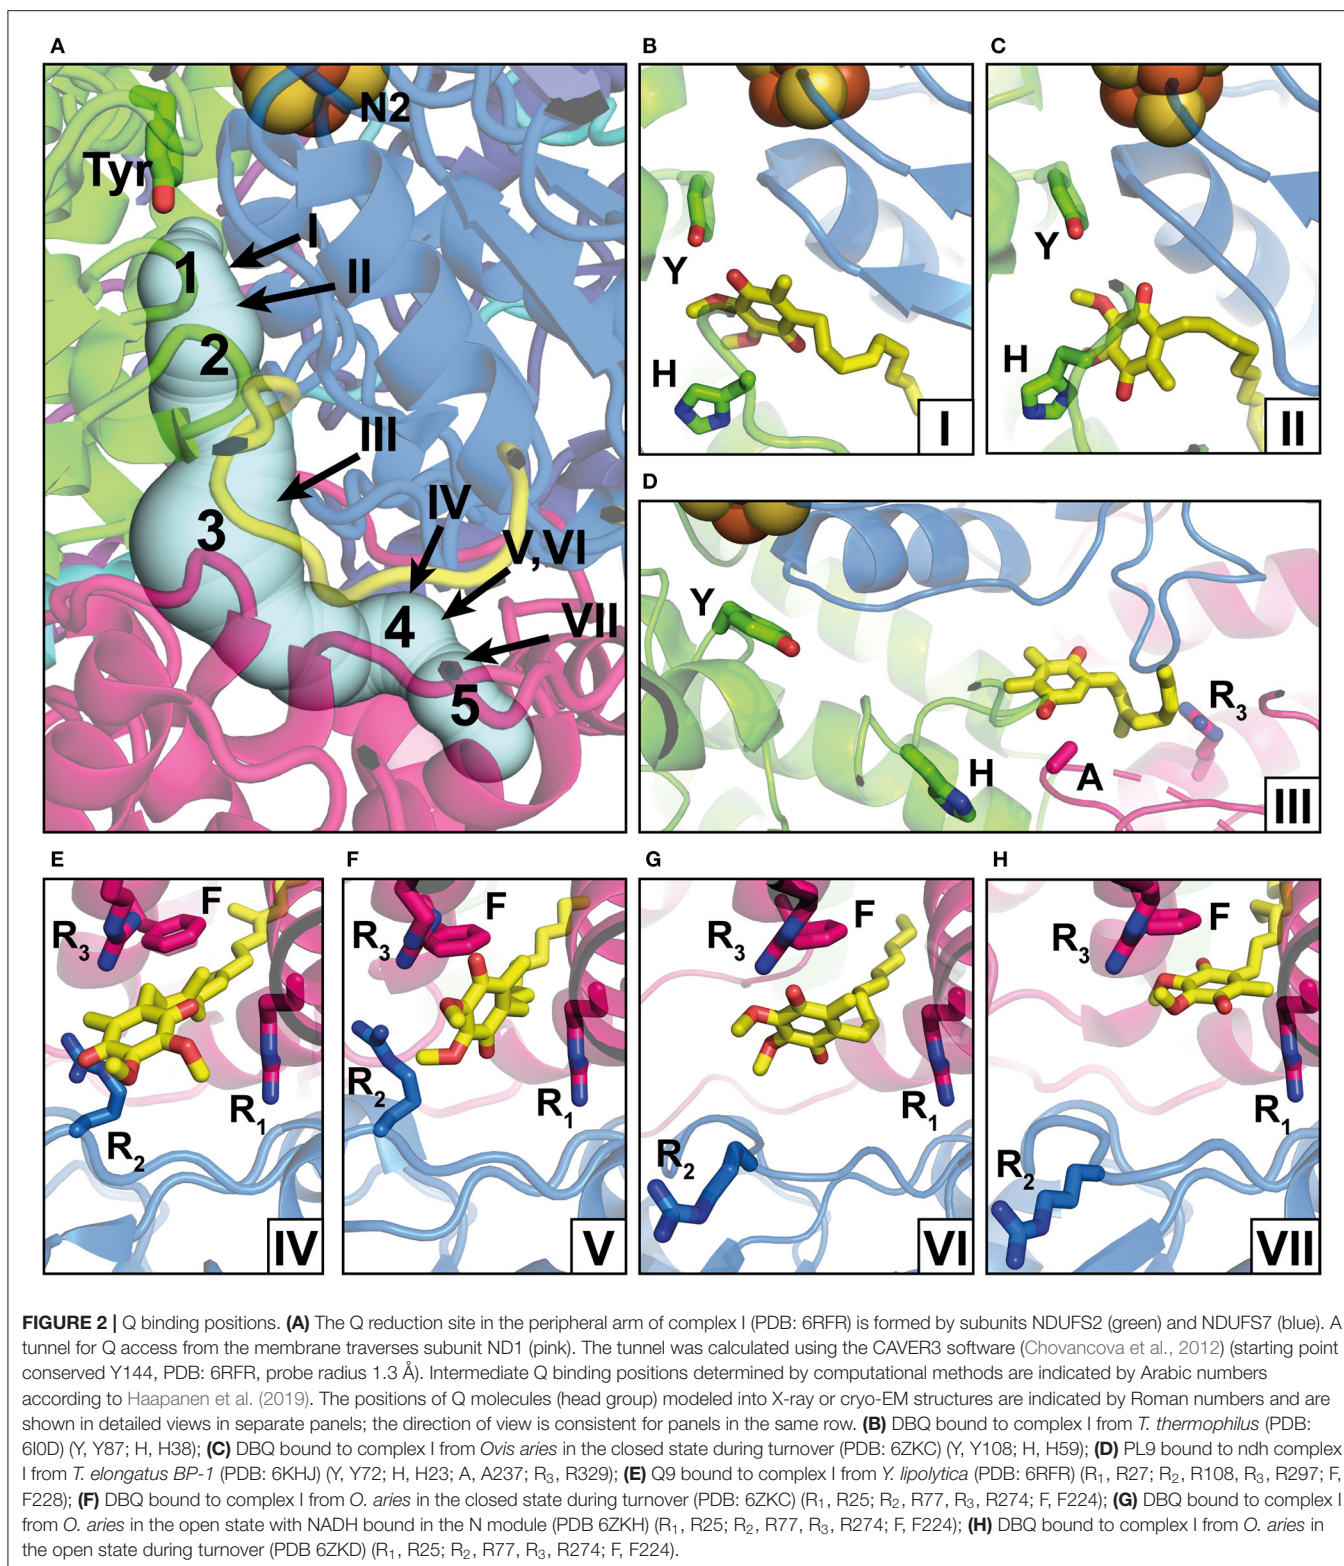 A
B
C
N2
Tyr
I
1
II
2
III
3
IV
V,VI
4
VII
5
Y
H
I
Y
H
II
D
Y
H
A
R3
III
E
F
G
H
F
R3
R2
R1
IV
F
R3
R2
R1
V
F
R3
R2
R1
VI
F
R3
R2
R1
VII
FIGURE 2 | Q binding positions. (A) The Q reduction site in the peripheral arm of complex I (PDB: 6RFR) is formed by subunits NDUFS2 (green) and NDUFS7 (blue). A
tunnel for Q access from the membrane traverses subunit ND1 (pink). The tunnel was calculated using the CAVER3 software (Chovancova et al., 2012) (starting point
conserved Y144, PDB: 6RFR, probe radius 1.3 Å). Intermediate Q binding positions determined by computational methods are indicated by Arabic numbers
according to Haapanen et al. (2019). The positions of Q molecules (head group) modeled into X-ray or cryo-EM structures are indicated by Roman numbers and are
shown in detailed views in separate panels; the direction of view is consistent for panels in the same row. (B) DBQ bound to complex I from T. thermophilus (PDB:
6I0D) (Y, Y87; H, H38); (C) DBQ bound to complex I from Ovis aries in the closed state during turnover (PDB: 6ZKC) (Y, Y108; H, H59); (D) PL9 bound to ndh complex
I from T. elongatus BP-1 (PDB: 6KHJ) (Y, Y72; H, H23; A, A237; R3, R329); (E) Q9 bound to complex I from Y. lipolytica (PDB: 6RFR) (R1, R27; R2, R108, R3, R297; F,
F228); (F) DBQ bound to complex I from O. aries in the closed state during turnover (PDB: 6ZKC) (R1, R25; R2, R77, R3, R274; F, F224); (G) DBQ bound to complex I
from O. aries in the open state with NADH bound in the N module (PDB 6ZKH) (R1, R25; R2, R77, R3, R274; F, F224); (H) DBQ bound to complex I from O. aries in
the open state during turnover (PDB 6ZKD) (R1, R25; R2, R77, R3, R274; F, F224).